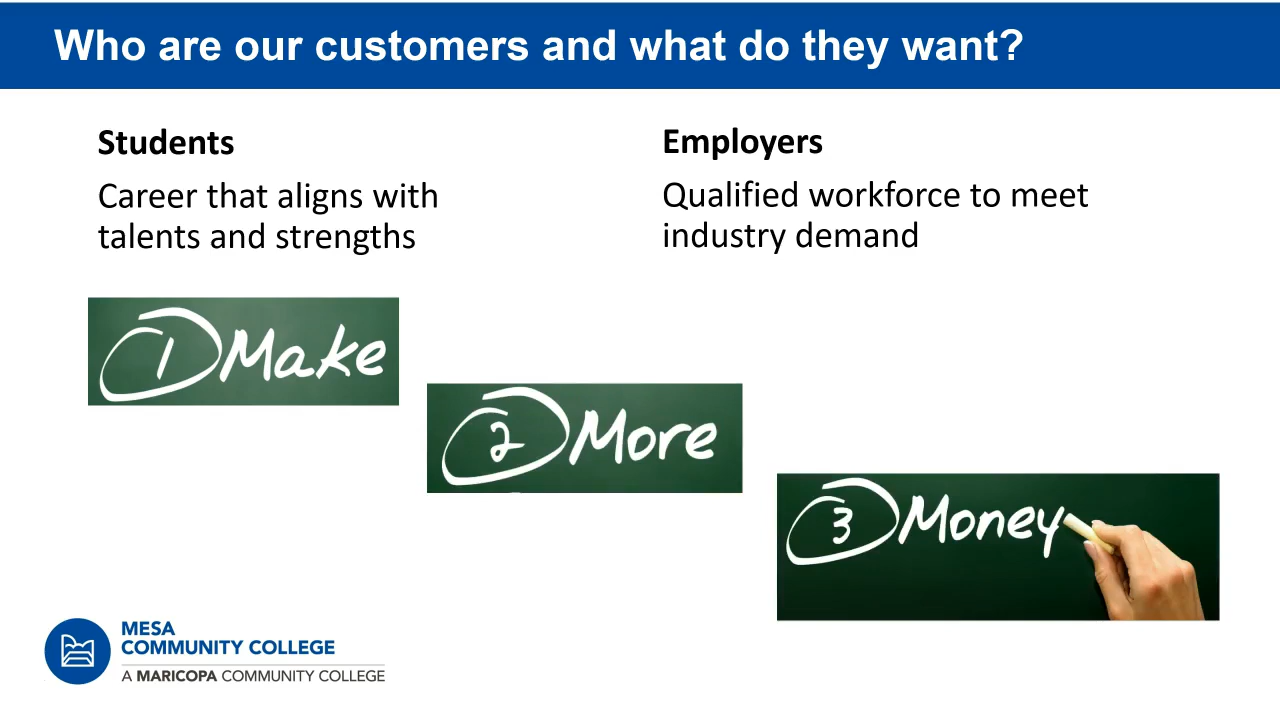 Who are our customers and what do they want?
Students
Career that aligns with
talents and strengths
Employers
Qualified workforce to meet
industry demand
1 Make
2 More
3 Money
MESA
COMMUNITY COLLEGE
A MARICOPA COMMUNITY COLLEGE